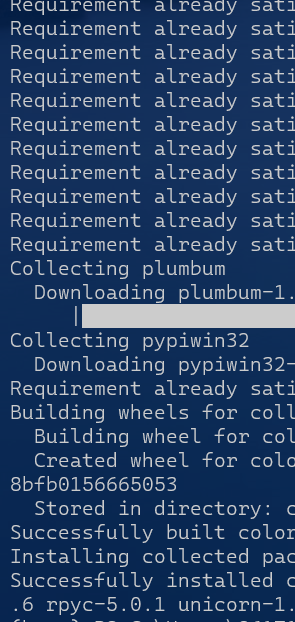 Requirement already sati
Requirement already sati
Requirement already sati
Requirement already sati
Requirement already sati
Requirement already sati
Requirement already sati
Requirement already sati
Requirement already sati
Requirement already sati
Requirement already sati
Collecting plumbum
Downloading plumbum-1.
|
Collecting pypiwin32
Downloading pypiwin32-
Requirement already sati
Building wheels for coll
Building wheel for col
Created wheel for colo
8bfb0156665053
Stored in directory: c
Successfully built color
Installing collected pac
Successfully installed c
.6 rpyc-5.0.1 unicorn-1.